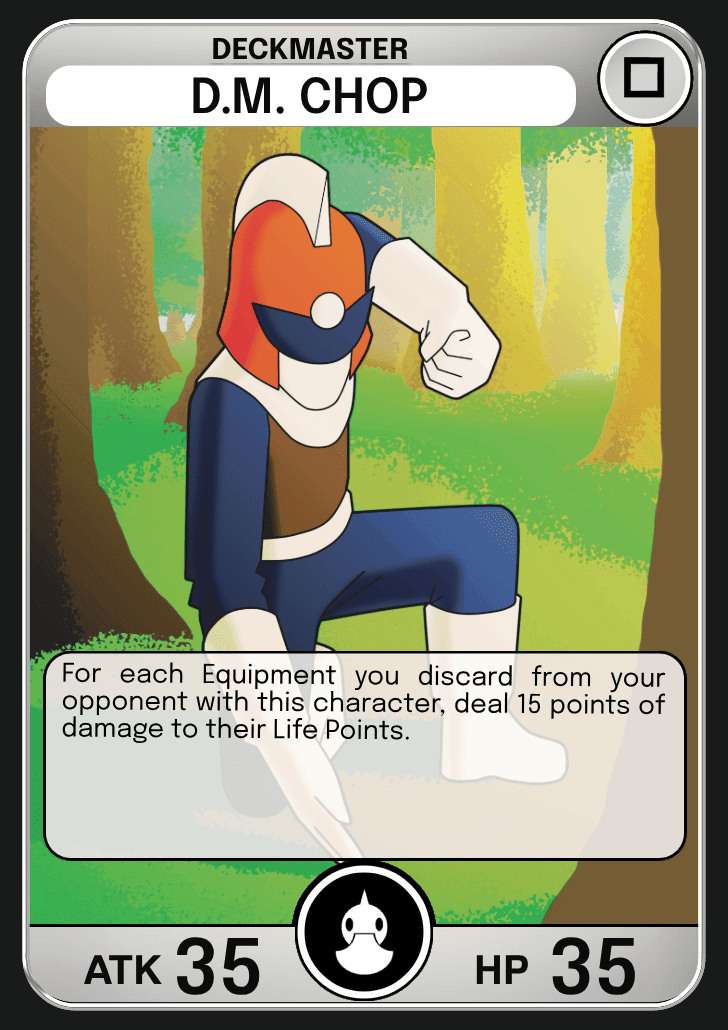 DECKMASTER
D.M. CHOP
For each Equipment you discard from your
opponent with this character, deal 15 points of
damage to their Life Points.
ATK 35
HP 35